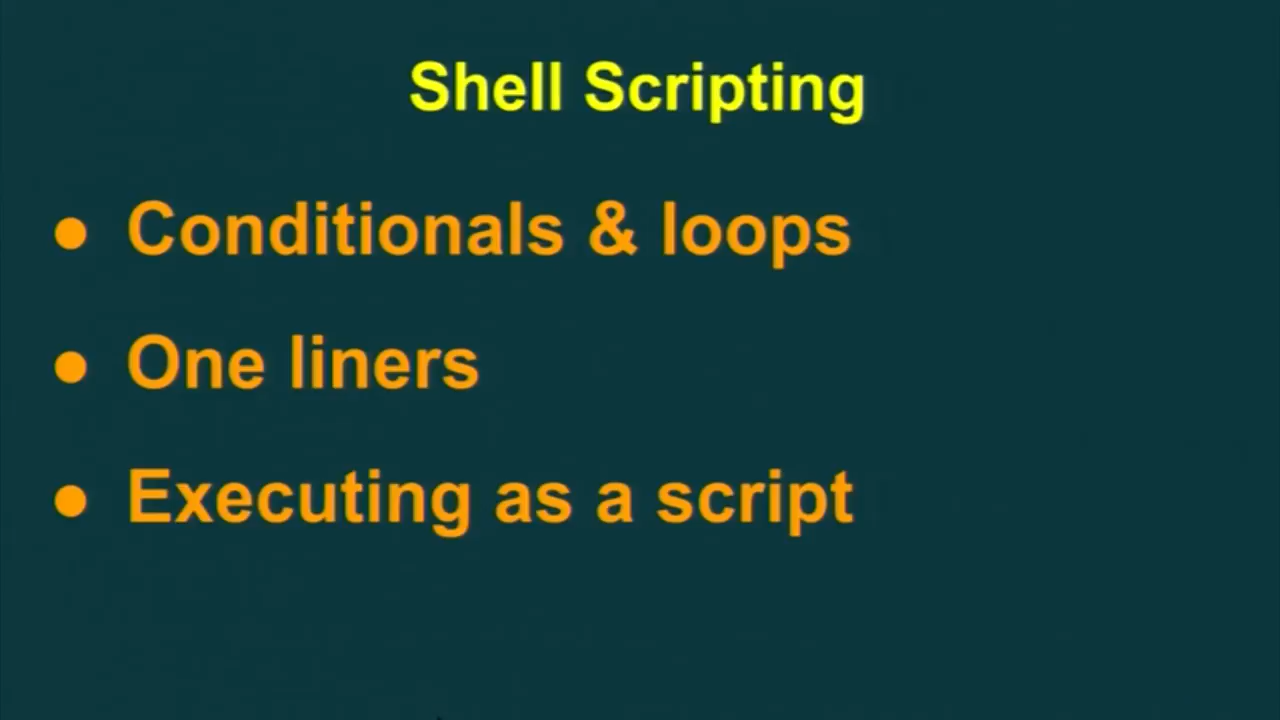 Shell Scripting
● Conditionals & loops
● One liners
● Executing as a script